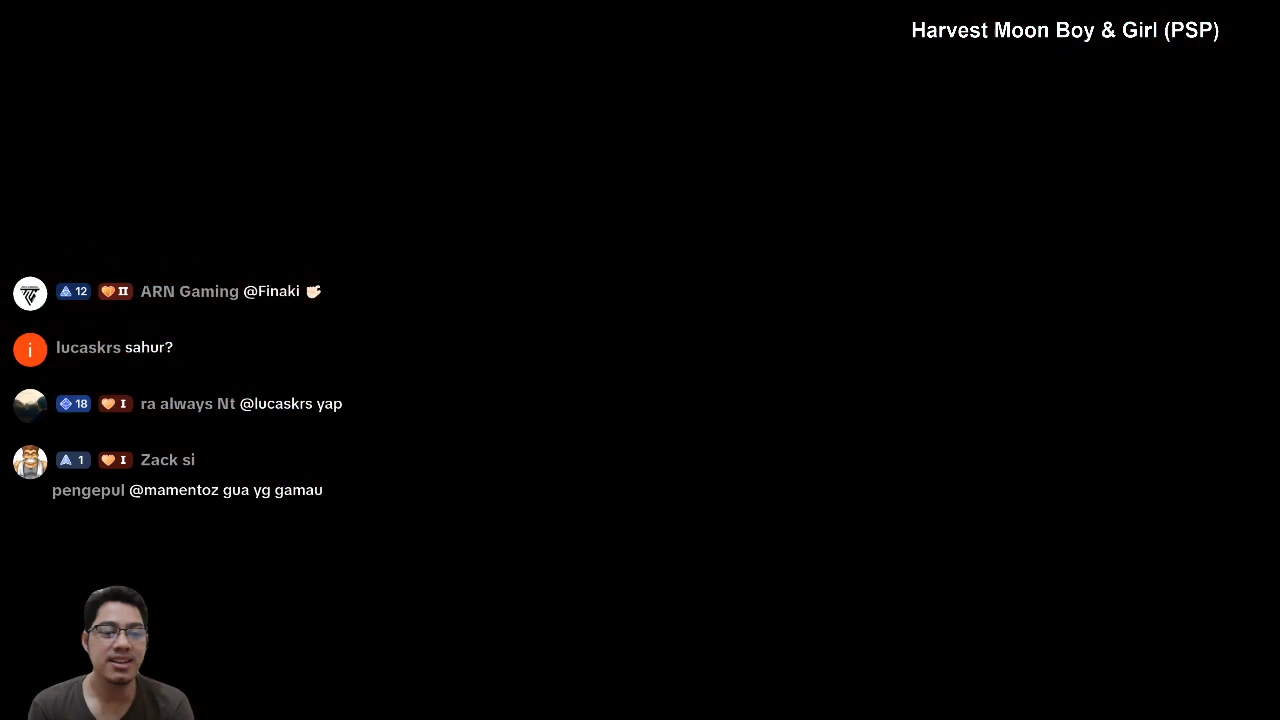 Harvest Moon Boy & Girl (PSP)
12 II ARN Gaming @Finaki 🤏🏻
i lucaskrs sahur?
18 I ra always Nt @lucaskrs yap
1 I Zack si
pengepul @mamentoz gua yg gamau